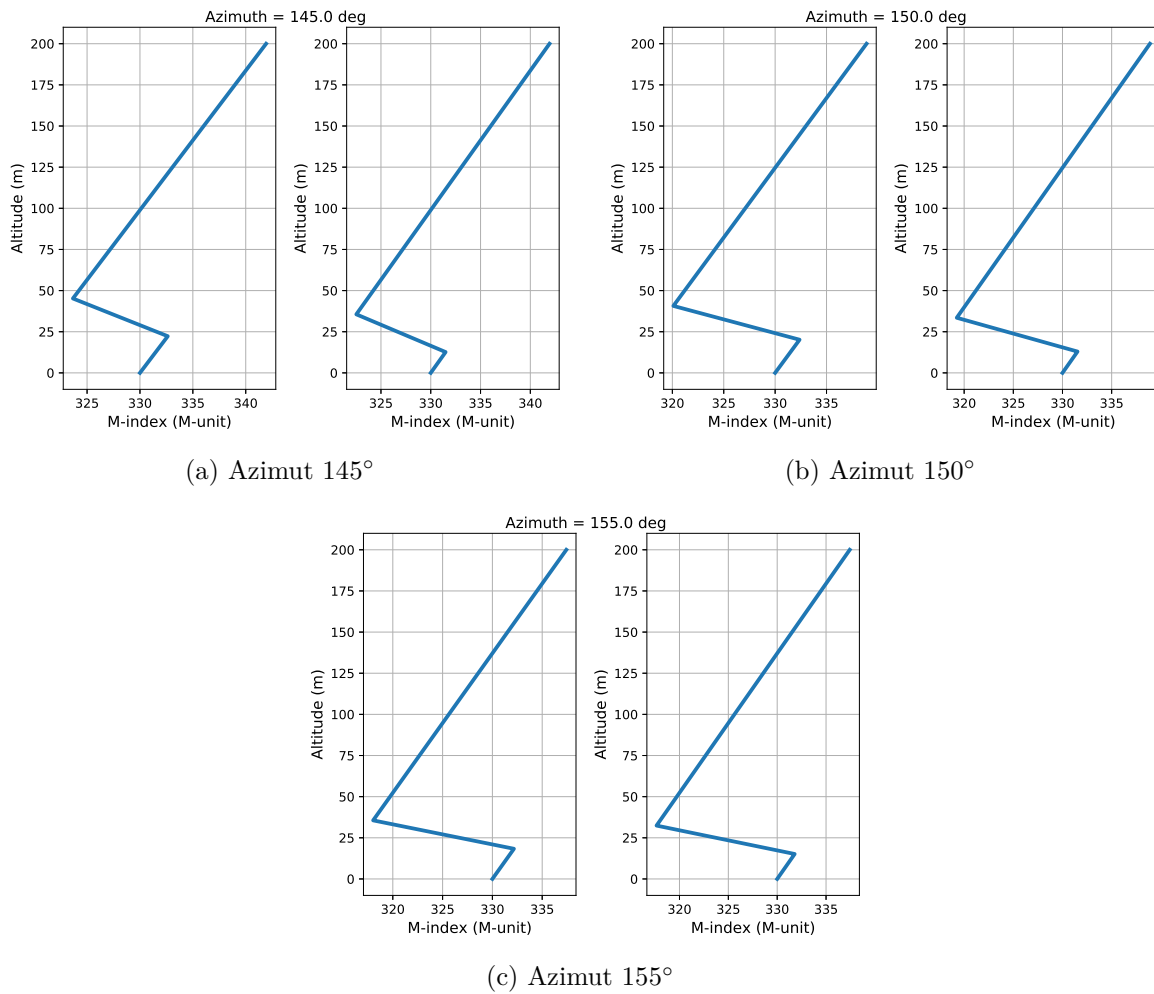 Azimuth = 145.0 deg
200
175
150
125
100
75
50
25
0
Altitude (m)
325 330 335 340
M-index (M-unit)
200
175
150
125
100
75
50
25
0
Altitude (m)
325 330 335 340
M-index (M-unit)
(a) Azimut 145°
Azimuth = 150.0 deg
200
175
150
125
100
75
50
25
0
Altitude (m)
320 325 330 335
M-index (M-unit)
200
175
150
125
100
75
50
25
0
Altitude (m)
320 325 330 335
M-index (M-unit)
(b) Azimut 150°
Azimuth = 155.0 deg
200
175
150
125
100
75
50
25
0
Altitude (m)
320 325 330 335
M-index (M-unit)
200
175
150
125
100
75
50
25
0
Altitude (m)
320 325 330 335
M-index (M-unit)
(c) Azimut 155°